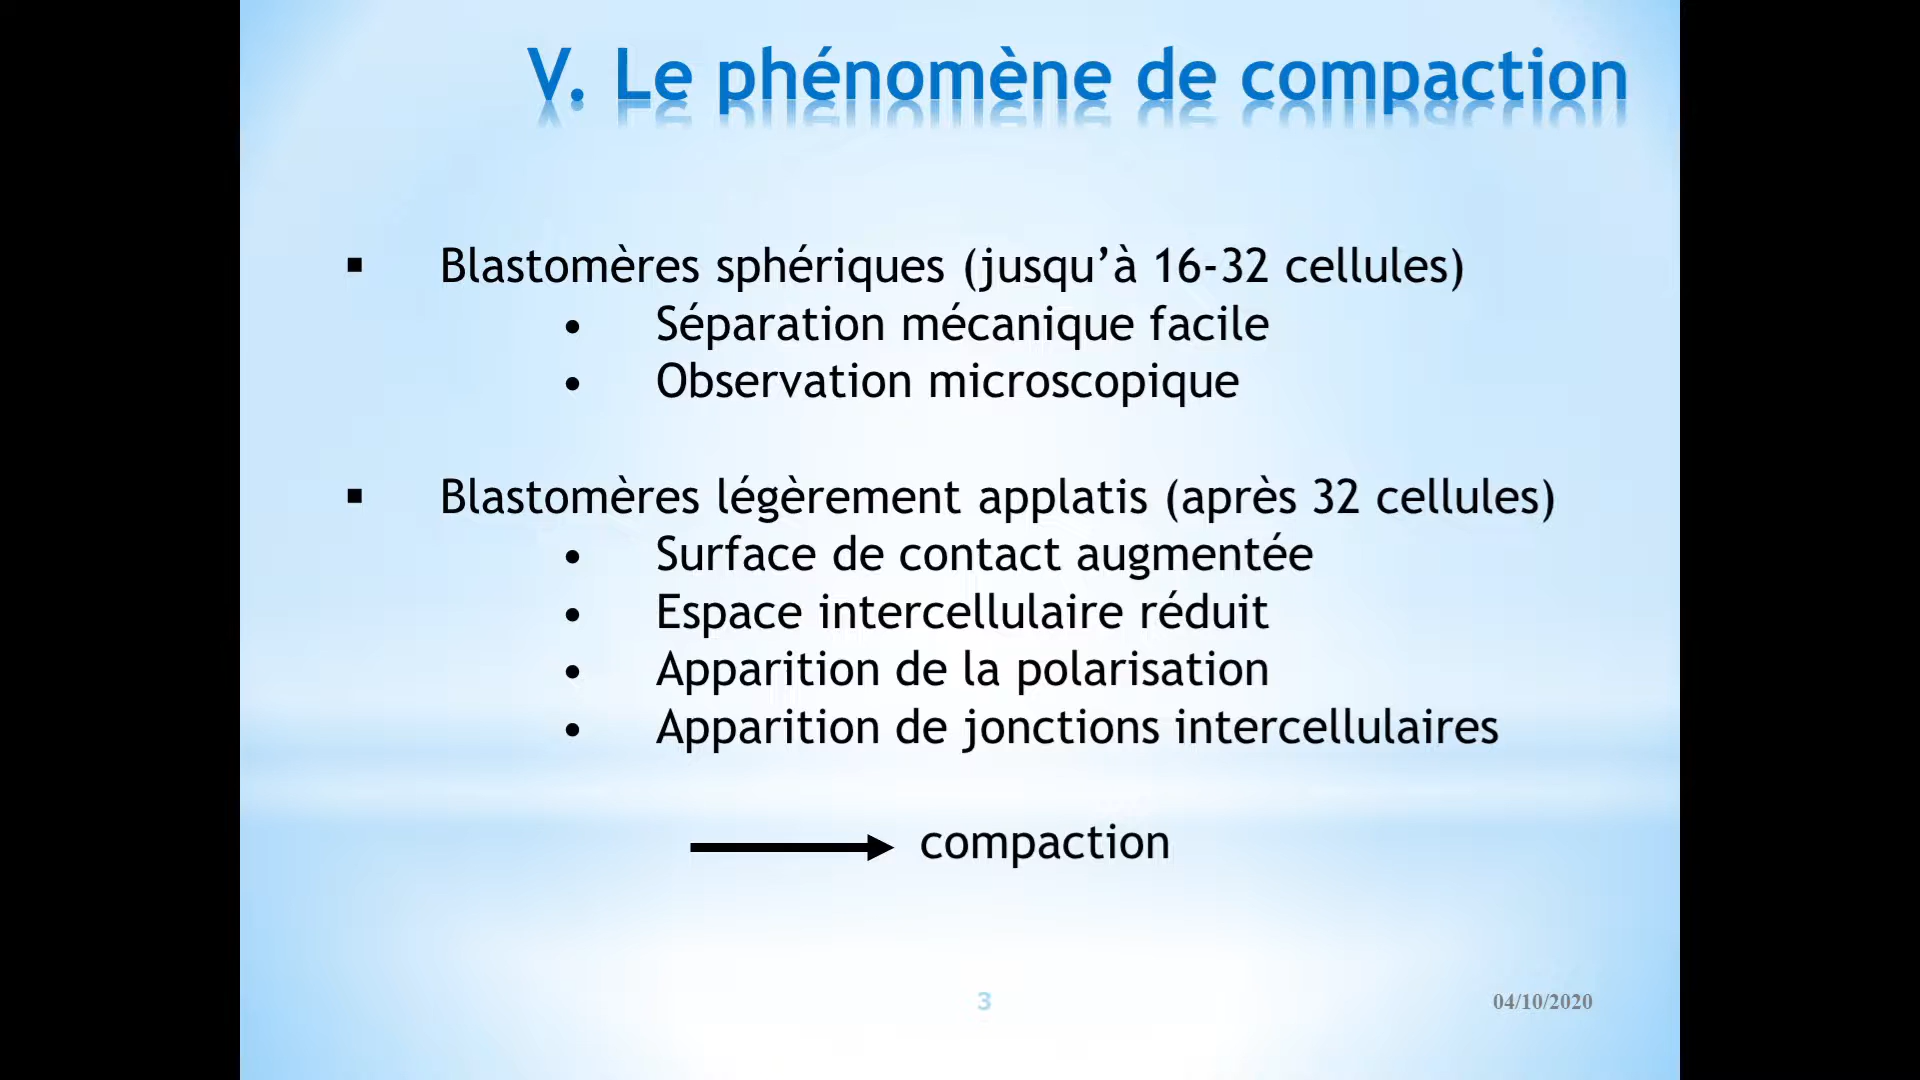 V. Le phénomène de compaction
▪ Blastomères sphériques (jusqu’à 16-32 cellules)
• Séparation mécanique facile
• Observation microscopique
▪ Blastomères légèrement applatis (après 32 cellules)
• Surface de contact augmentée
• Espace intercellulaire réduit
• Apparition de la polarisation
• Apparition de jonctions intercellulaires
compaction
3
04/10/2020